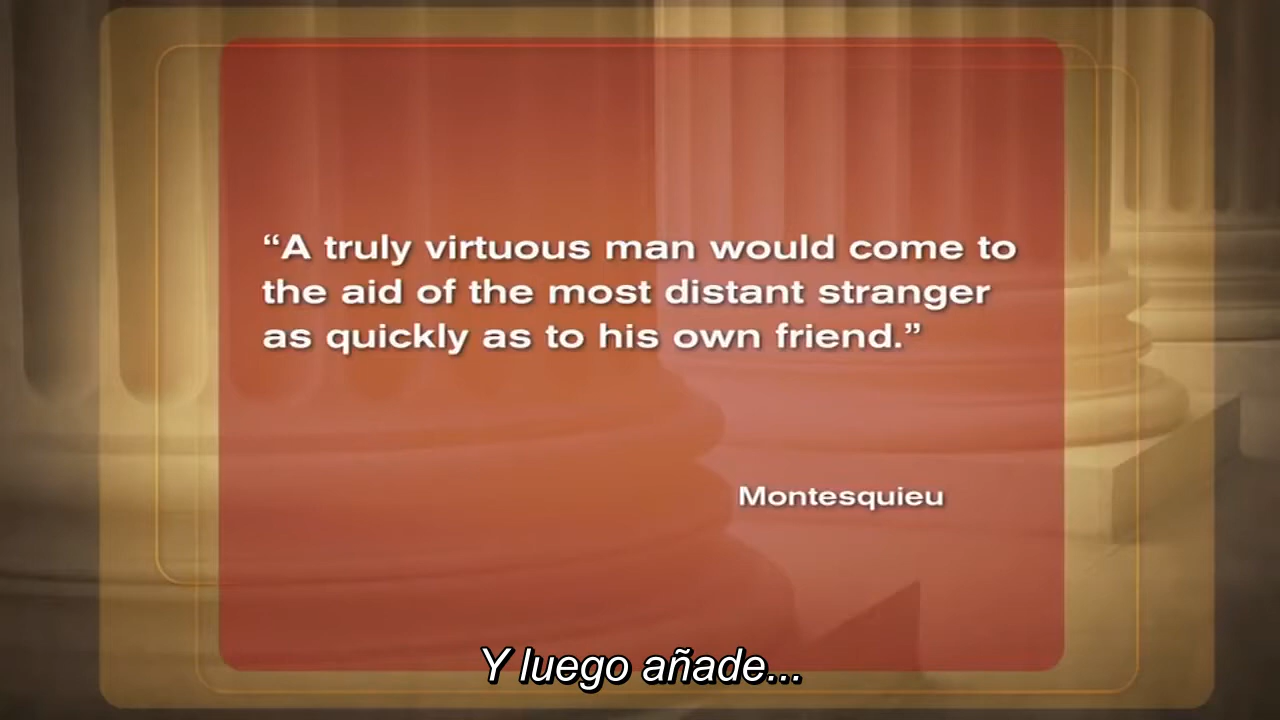 “A truly virtuous man would come to
the aid of the most distant stranger
as quickly as to his own friend.”
Montesquieu
Y luego añade...